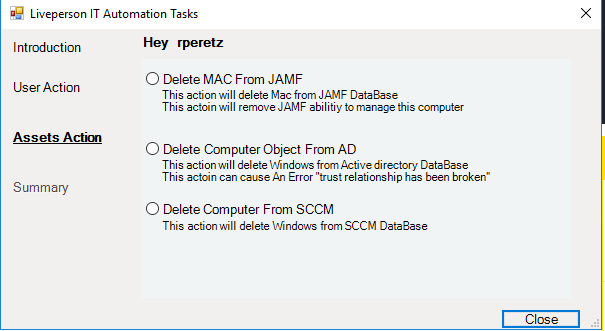 Liveperson IT Automation Tasks
Introduction
Hey rperetz
User Action
Delete MAC From JAMF
This action will delete Mac from JAMF DataBase
This actoin will remove JAMF abilitiy to manage this computer
Assets Action
Delete Computer Object From AD
This action will delete Windows from Active directory DataBase
This actoin can cause An Error "trust relationship has been broken"
Summary
Delete Computer From SCCM
This action will delete Windows from SCCM DataBase
Close